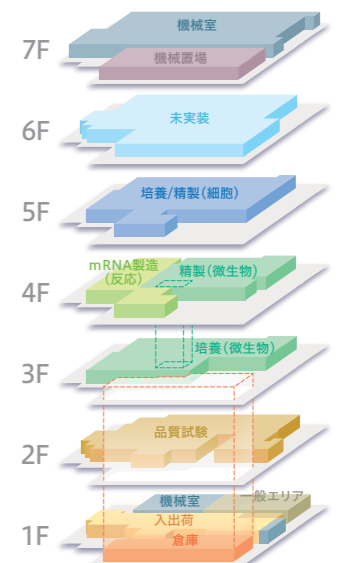 7F
機械室
機械置場
6F
未実装
5F
培養/精製(細胞)
4F
mRNA製造
(反応)
精製(微生物)
3F
培養(微生物)
2F
品質試験
1F
機械室
一般エリア
入出荷
倉庫